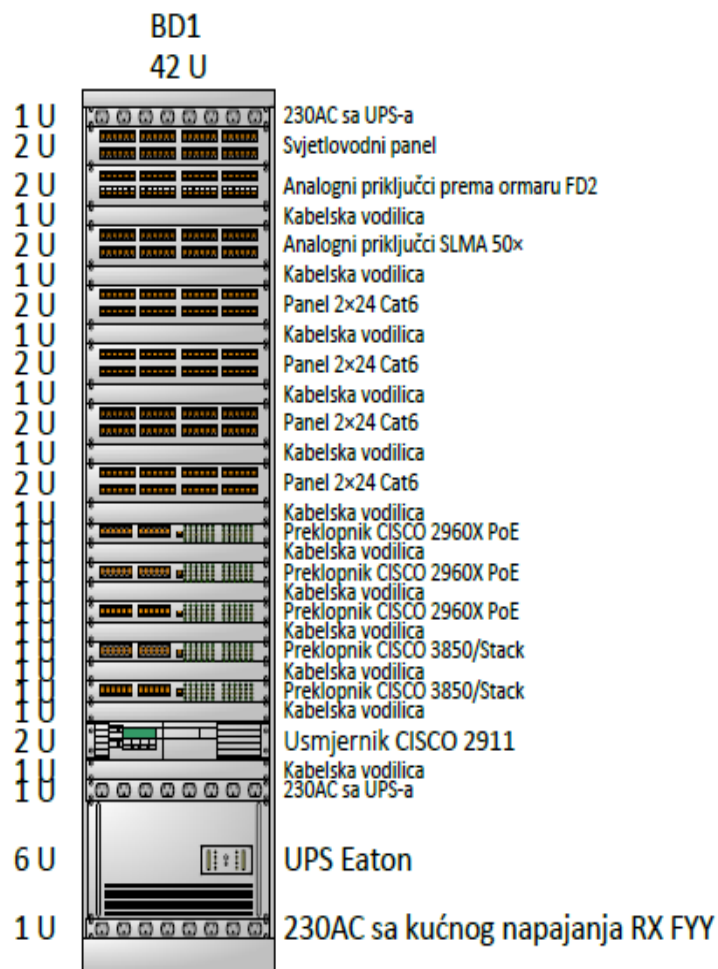 BD1
42 U
1 U 230AC sa UPS-a
2 U Svjetlovodni panel
2 U Analogni priključci prema ormaru FD2
1 U Kabelska vodilica
2 U Analogni priključci SLMA 50×
1 U Kabelska vodilica
2 U Panel 2×24 Cat6
1 U Kabelska vodilica
2 U Panel 2×24 Cat6
1 U Kabelska vodilica
2 U Panel 2×24 Cat6
1 U Kabelska vodilica
2 U Panel 2×24 Cat6
1 U Kabelska vodilica
1 U Preklopnik CISCO 2960X PoE
1 U Kabelska vodilica
1 U Preklopnik CISCO 2960X PoE
1 U Kabelska vodilica
1 U Preklopnik CISCO 2960X PoE
1 U Kabelska vodilica
1 U Preklopnik CISCO 3850/Stack
1 U Kabelska vodilica
1 U Preklopnik CISCO 3850/Stack
1 U Kabelska vodilica
2 U Usmjernik CISCO 2911
1 U Kabelska vodilica
1 U 230AC sa UPS-a
6 U UPS Eaton
1 U 230AC sa kućnog napajanja RX FYY